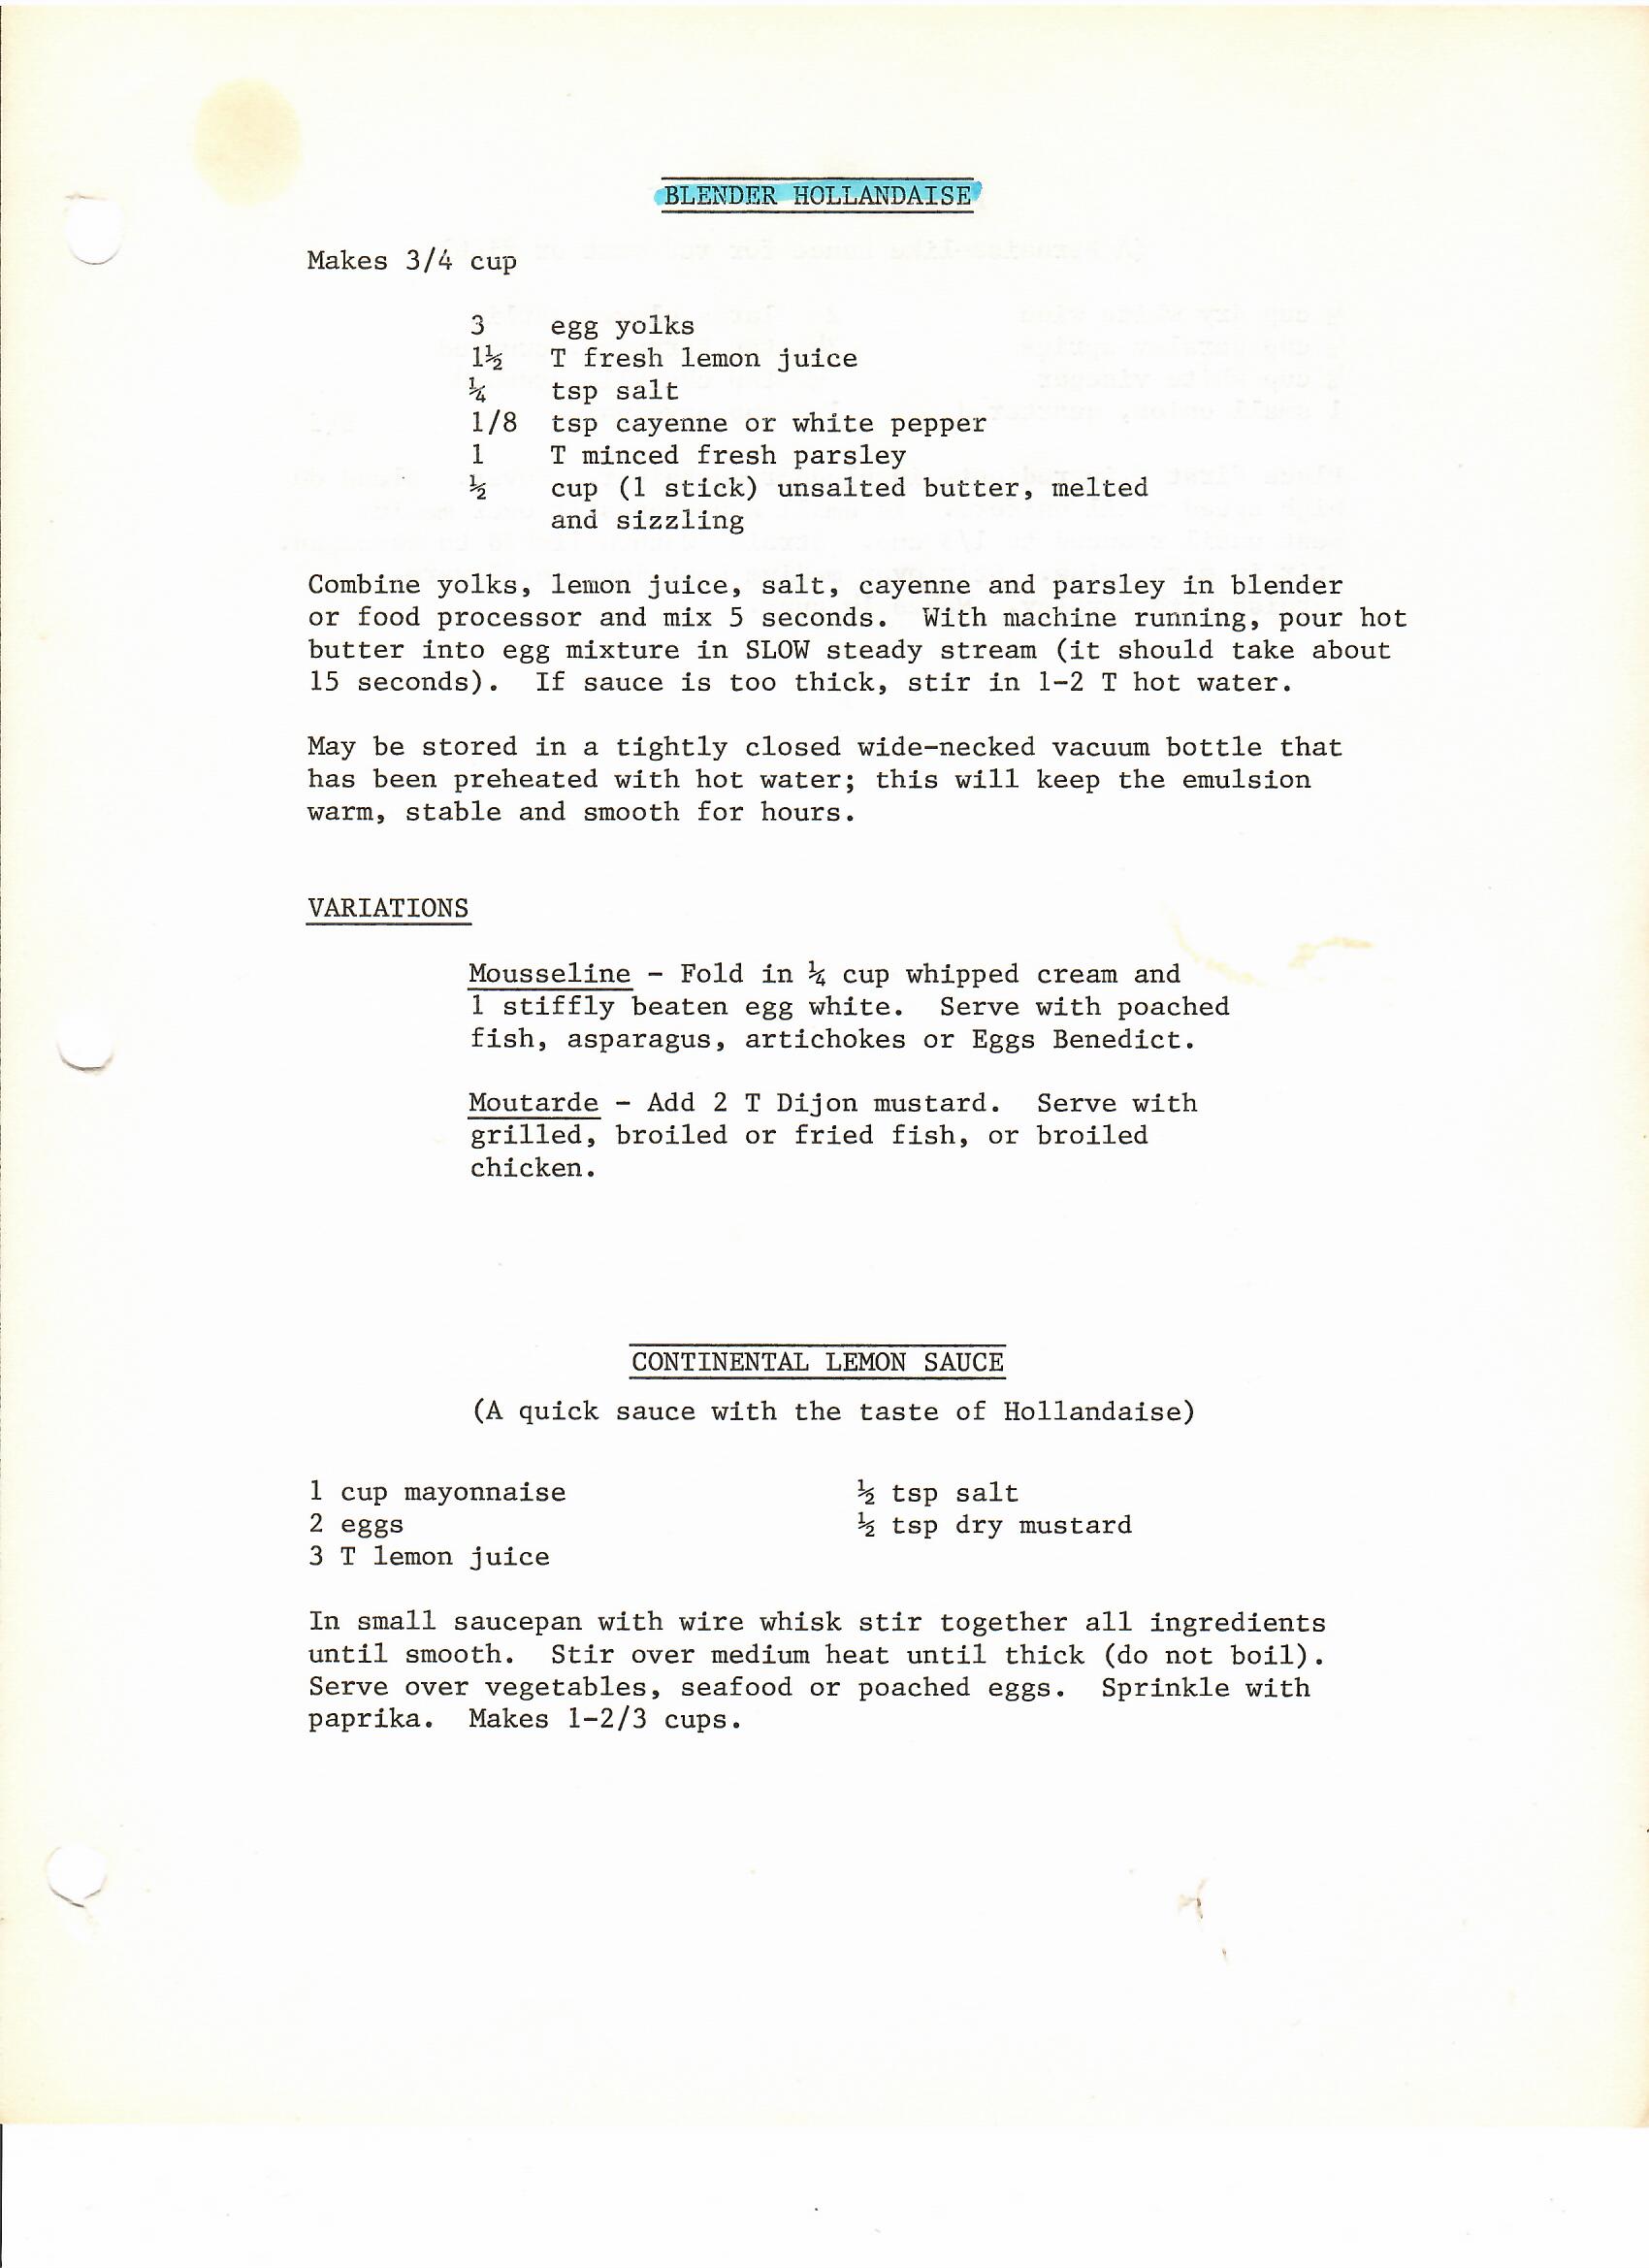 BLENDER HOLLANDAISE
Makes 3/4 cup
3 egg yolks
1½ T fresh lemon juice
¼ tsp salt
1/8 tsp cayenne or white pepper
1 T minced fresh parsley
½ cup (1 stick) unsalted butter, melted
and sizzling
Combine yolks, lemon juice, salt, cayenne and parsley in blender
or food processor and mix 5 seconds. With machine running, pour hot
butter into egg mixture in SLOW steady stream (it should take about
15 seconds). If sauce is too thick, stir in 1-2 T hot water.
May be stored in a tightly closed wide-necked vacuum bottle that
has been preheated with hot water; this will keep the emulsion
warm, stable and smooth for hours.
VARIATIONS
Mousseline - Fold in ¼ cup whipped cream and
1 stiffly beaten egg white. Serve with poached
fish, asparagus, artichokes or Eggs Benedict.
Moutarde - Add 2 T Dijon mustard. Serve with
grilled, broiled or fried fish, or broiled
chicken.
CONTINENTAL LEMON SAUCE
(A quick sauce with the taste of Hollandaise)
1 cup mayonnaise ½ tsp salt
2 eggs ½ tsp dry mustard
3 T lemon juice
In small saucepan with wire whisk stir together all ingredients
until smooth. Stir over medium heat until thick (do not boil).
Serve over vegetables, seafood or poached eggs. Sprinkle with
paprika. Makes 1-2/3 cups.